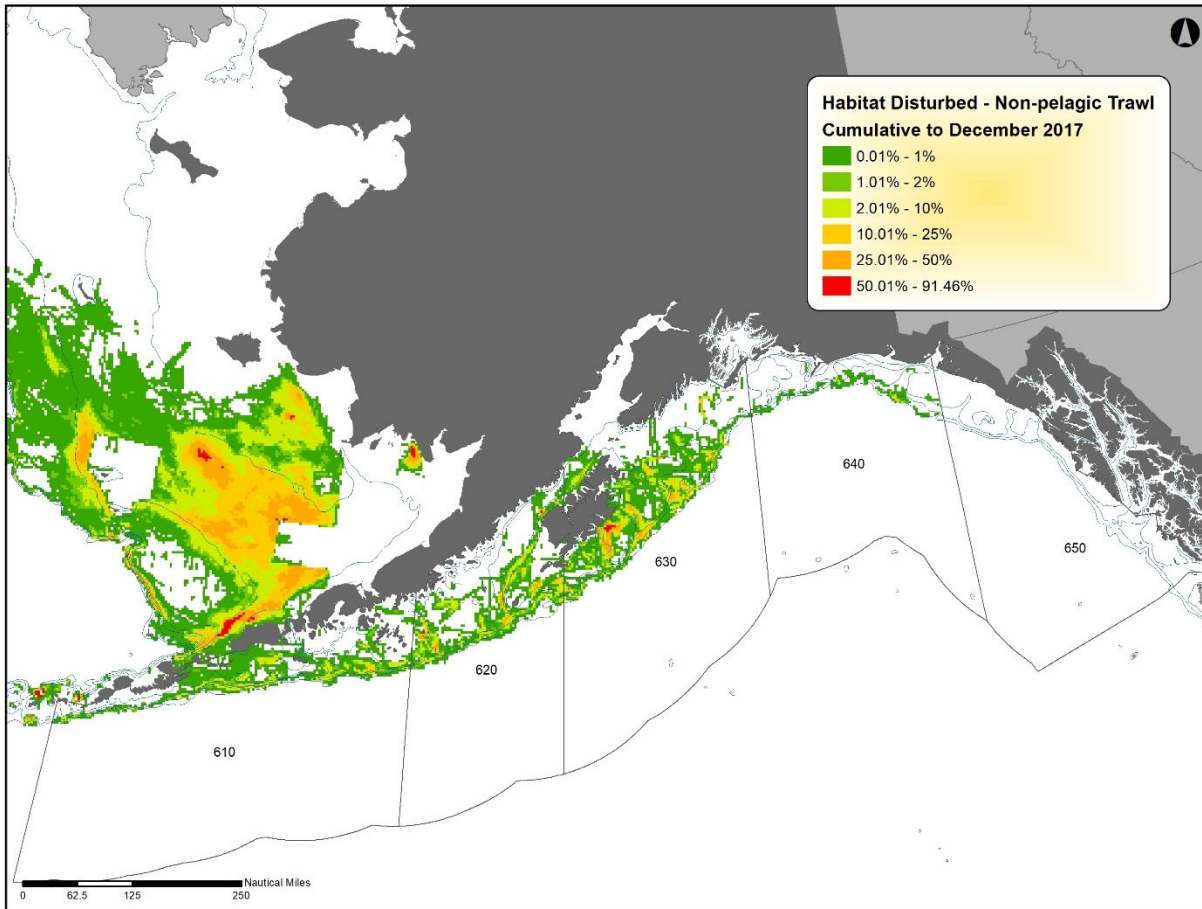 Habitat Disturbed - Non-pelagic Trawl
Cumulative to December 2017
0.01% - 1%
1.01% - 2%
2.01% - 10%
10.01% - 25%
25.01% - 50%
50.01% - 91.46%
640
650
630
620
610
Nautical Miles
0 62.5 125 250